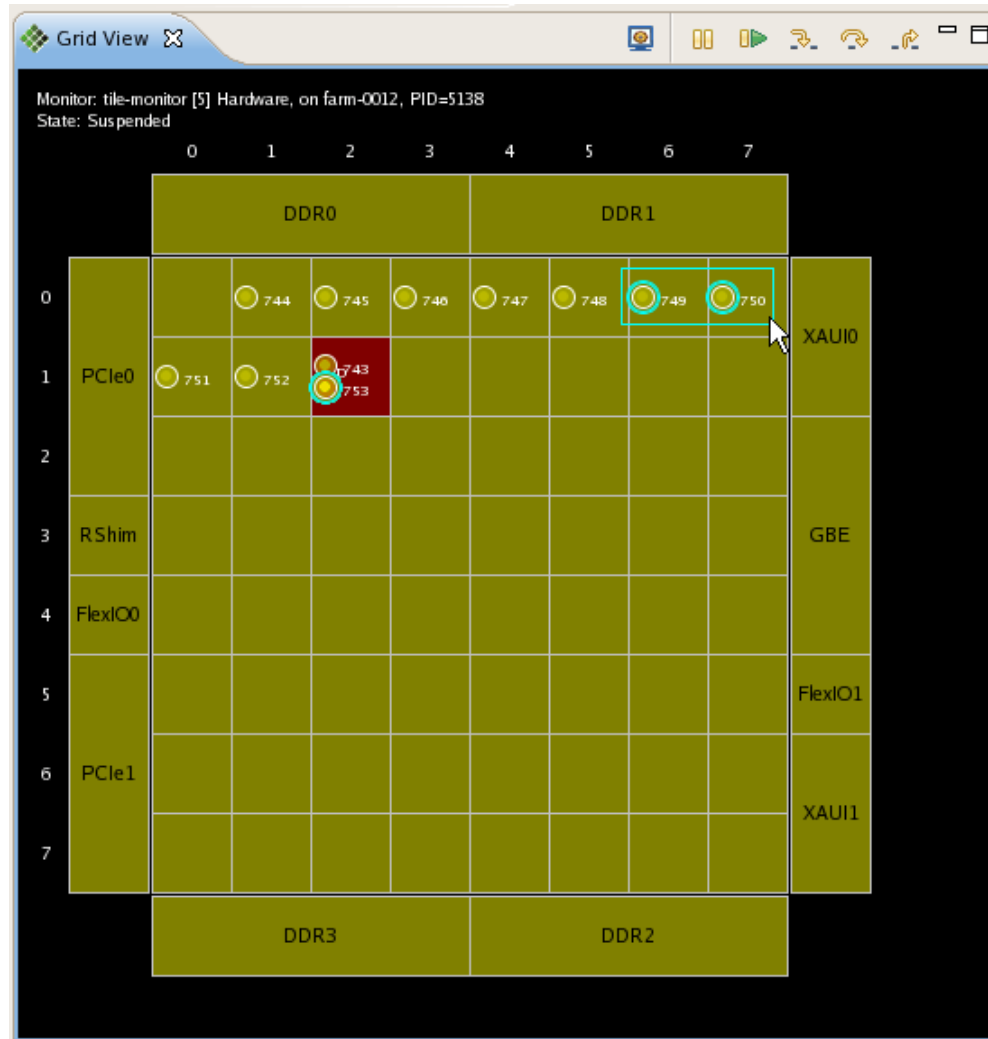 Grid View
Monitor: tile-monitor [5] Hardware, on farm-0012, PID=5138
State: Suspended
0 1 2 3 4 5 6 7
DDR0 DDR1
0 744 745 746 747 748 749 750
XAUI0
1 PCIe0 751 752 743
753
2
3 RShim GBE
4 FlexIO0
5 FlexIO1
6 PCIe1
XAUI1
7
DDR3 DDR2